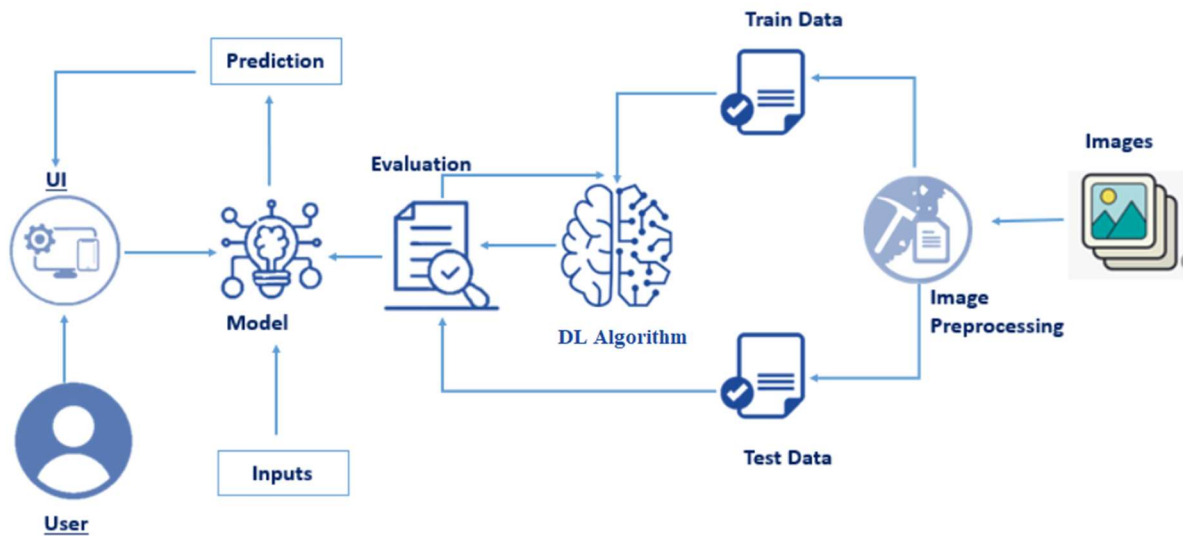 Train Data
Prediction
Images
Evaluation
UI
Image
Preprocessing
Model
DL Algorithm
Test Data
Inputs
User